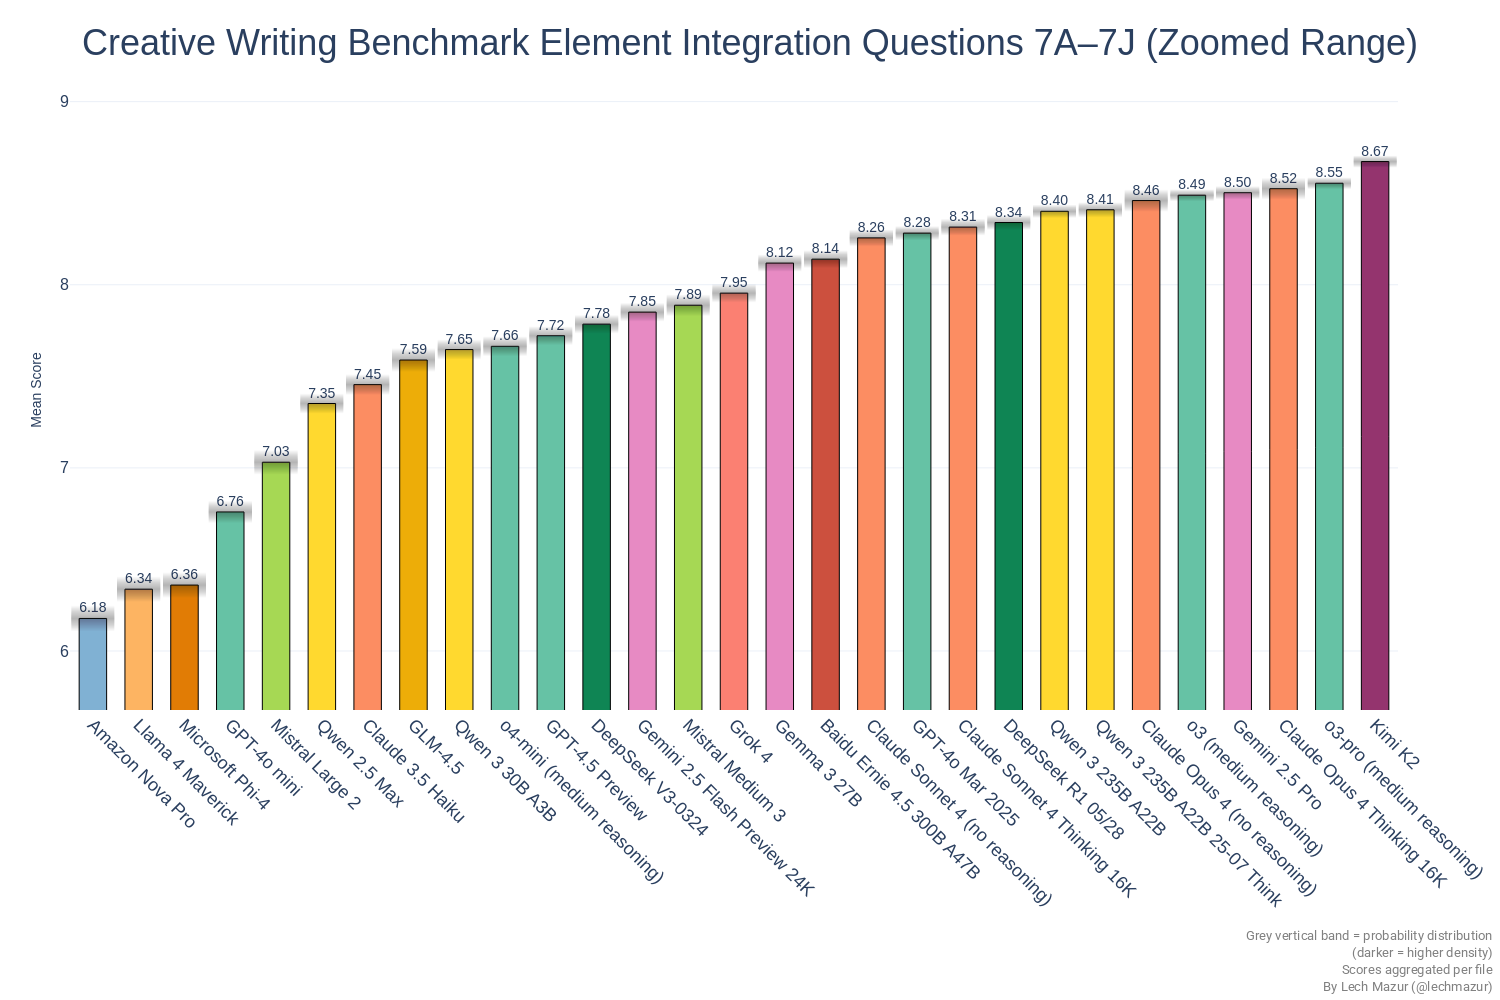 Creative Writing Benchmark Element Integration Questions 7A–7J (Zoomed Range)
Mean Score
9
8
7
6
6.18
6.34
6.36
6.76
7.03
7.35
7.45
7.59
7.65
7.66
7.72
7.78
7.85
7.89
7.95
8.12
8.14
8.26
8.28
8.31
8.34
8.40
8.41
8.46
8.49
8.50
8.52
8.55
8.67
Amazon Nova Pro
Llama 4 Maverick
Microsoft Phi-4
GPT-4o mini
Mistral Large 2
Qwen 2.5 Max
Claude 3.5 Haiku
GLM-4.5
Qwen 3 30B A3B
o4-mini (medium reasoning)
GPT-4.5 Preview
DeepSeek V3-0324
Gemini 2.5 Flash Preview 24K
Mistral Medium 3
Grok 4
Gemma 3 27B
Baidu Ernie 4.5 300B A47B
Claude Sonnet 4 (no reasoning)
GPT-4o Mar 2025
Claude Sonnet 4 Thinking 16K
DeepSeek R1 05/28
Qwen 3 235B A22B
Qwen 3 235B A22B 25-07 Think
Claude Opus 4 (no reasoning)
o3 (medium reasoning)
Gemini 2.5 Pro
Claude Opus 4 Thinking 16K
o3-pro (medium reasoning)
Kimi K2
Grey vertical band = probability distribution
(darker = higher density)
Scores aggregated per file
By Lech Mazur (@lechmazur)